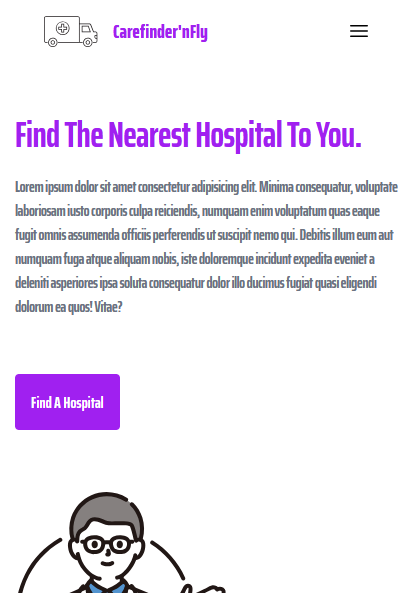 Carefinder'nFly
Find The Nearest Hospital To You.
Lorem ipsum dolor sit amet consectetur adipisicing elit. Minima consequatur, voluptate
laboriosam iusto corporis culpa reiciendis, numquam enim voluptatum quas eaque
fugit omnis assumenda officiis perferendis ut suscipit nemo qui. Debitis illum eum aut
numquam fuga atque aliquam nobis, iste doloremque incidunt expedita eveniet a
deleniti asperiores ipsa soluta consequatur dolor illo ducimus fugiat quasi eligendi
dolorum ea quos! Vitae?
Find A Hospital